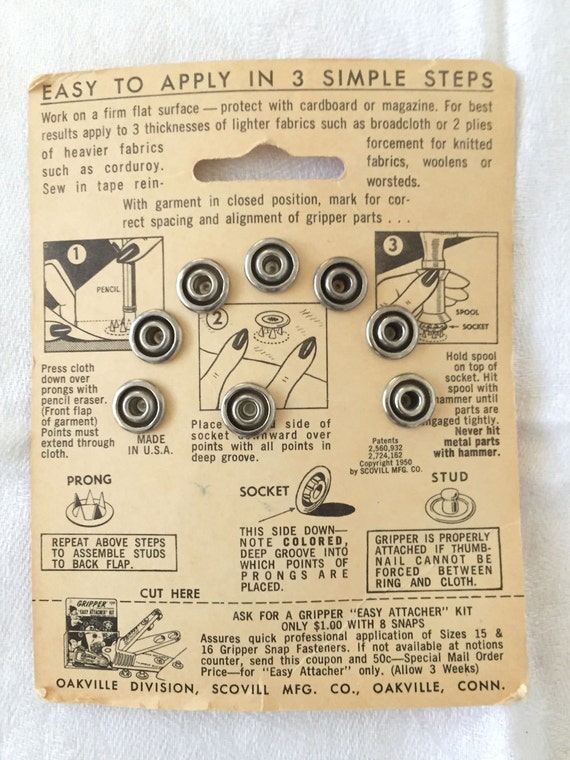 EASY TO APPLY IN 3 SIMPLE STEPS
Work on a firm flat surface — protect with cardboard or magazine. For best
results apply to 3 thicknesses of lighter fabrics such as broadcloth or 2 plies
of heavier fabrics
such as corduroy.
Sew in tape rein-
forcement for knitted
fabrics, woolens or
worsteds.
With garment in closed position, mark for cor-
rect spacing and alignment of gripper parts . . .
1
PENCIL
Press cloth
down over
prongs with
pencil eraser.
(Front flap
of garment)
Points must
extend through
cloth.
MADE
IN U.S.A.
2
Place side of
socket downward over
points with all points in
deep groove.
3
SPOOL
SOCKET
Hold spool
on top of
socket. Hit
spool with
hammer until
parts are
engaged tightly.
Never hit
metal parts
with hammer.
Patents
2,560,932
2,724,162
Copyright 1950
by SCOVILL MFG. CO.
PRONG
REPEAT ABOVE STEPS
TO ASSEMBLE STUDS
TO BACK FLAP.
SOCKET
THIS SIDE DOWN—
NOTE COLORED,
DEEP GROOVE INTO
WHICH POINTS OF
PRONGS ARE
PLACED.
STUD
GRIPPER IS PROPERLY
ATTACHED IF THUMB-
NAIL CANNOT BE
FORCED BETWEEN
RING AND CLOTH.
CUT HERE
GRIPPER
"EASY ATTACHER" KIT
ASK FOR A GRIPPER "EASY ATTACHER" KIT
ONLY $1.00 WITH 8 SNAPS
Assures quick professional application of Sizes 15 &
16 Gripper Snap Fasteners. If not available at notions
counter, send this coupon and 50c—Special Mail Order
Price—for "Easy Attacher" only. (Allow 3 Weeks)
OAKVILLE DIVISION, SCOVILL MFG. CO., OAKVILLE, CONN.